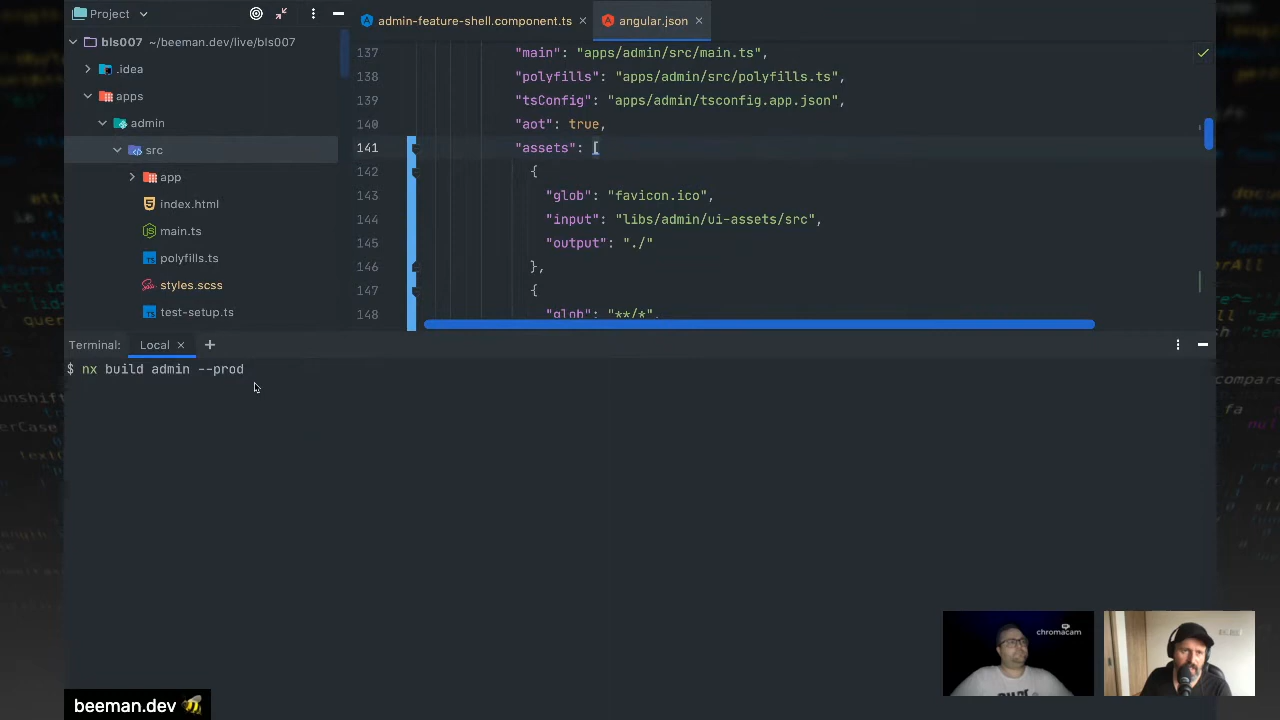 Project
admin-feature-shell.component.ts
angular.json
bls007 ~/beeman.dev/live/bls007
.idea
apps
admin
src
app
index.html
main.ts
polyfills.ts
styles.scss
test-setup.ts
137 "main": "apps/admin/src/main.ts",
138 "polyfills": "apps/admin/src/polyfills.ts",
139 "tsConfig": "apps/admin/tsconfig.app.json",
140 "aot": true,
141 "assets": [
142 {
143 "glob": "favicon.ico",
144 "input": "libs/admin/ui-assets/src",
145 "output": "./"
146 },
147 {
148 "glob": "**/*",
Terminal: Local
$ nx build admin --prod
chromacam
beeman.dev